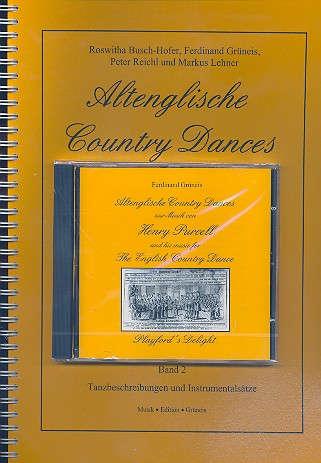 Roswitha Busch-Hofer, Ferdinand Grüneis,
Peter Reichl und Markus Lehner
Altenglische
Country Dances
Ferdinand Grüneis
Altenglische Country Dances
zur Musik von
Henry Purcell
and his music for
The English Country Dance
Playford's Delight
Band 2
Tanzbeschreibungen und Instrumentalsätze
Musik • Edition • Grüneis